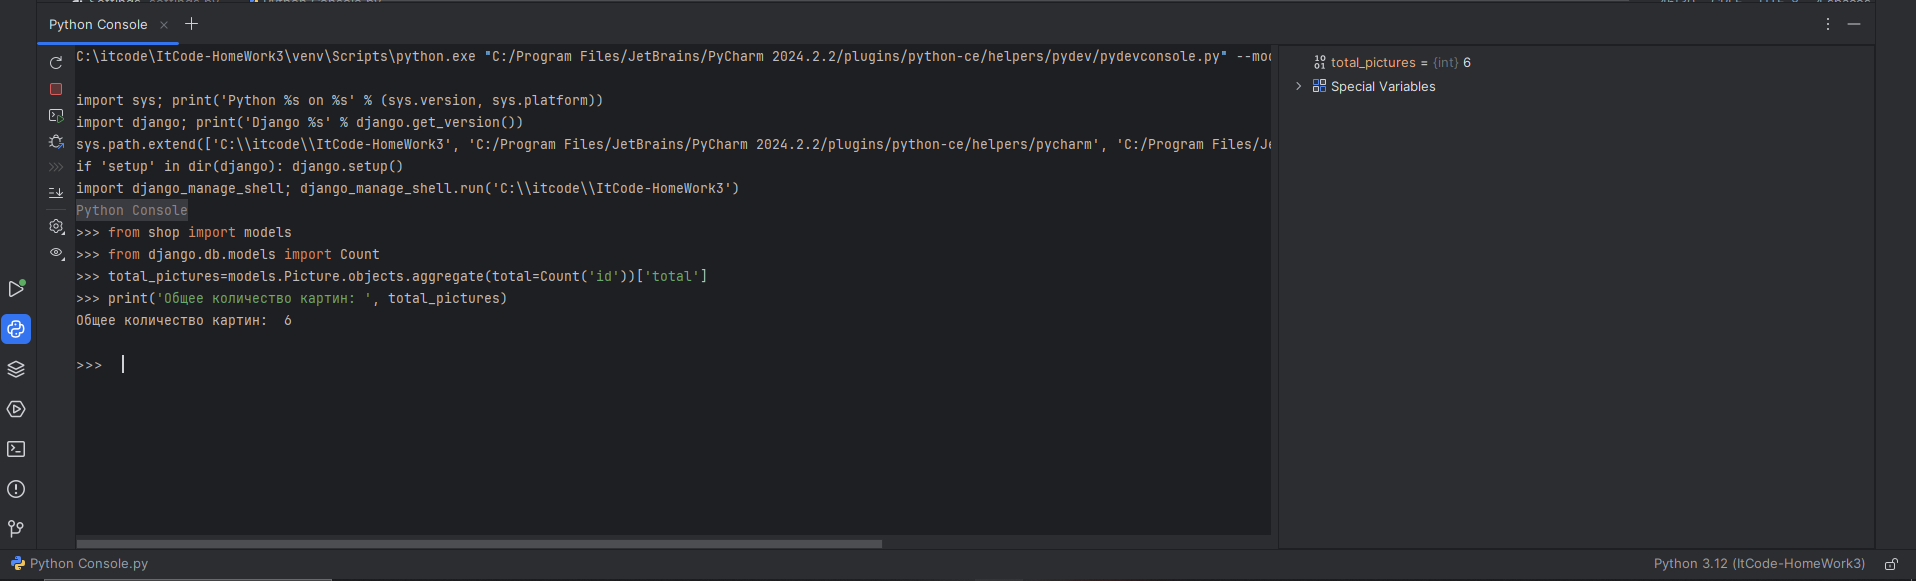 Python Console
C:\itcode\ItCode-HomeWork3\venv\Scripts\python.exe "C:/Program Files/JetBrains/PyCharm 2024.2.2/plugins/python-ce/helpers/pydev/pydevconsole.py" --mo
import sys; print('Python %s on %s' % (sys.version, sys.platform))
import django; print('Django %s' % django.get_version())
sys.path.extend(['C:\\itcode\\ItCode-HomeWork3', 'C:/Program Files/JetBrains/PyCharm 2024.2.2/plugins/python-ce/helpers/pycharm', 'C:/Program Files/Je
if 'setup' in dir(django): django.setup()
import django_manage_shell; django_manage_shell.run('C:\\itcode\\ItCode-HomeWork3')
Python Console
>>> from shop import models
>>> from django.db.models import Count
>>> total_pictures=models.Picture.objects.aggregate(total=Count('id'))['total']
>>> print('Общее количество картин: ', total_pictures)
Общее количество картин:  6
>>>
total_pictures = {int} 6
Special Variables
Python Console.py
Python 3.12 (ItCode-HomeWork3)